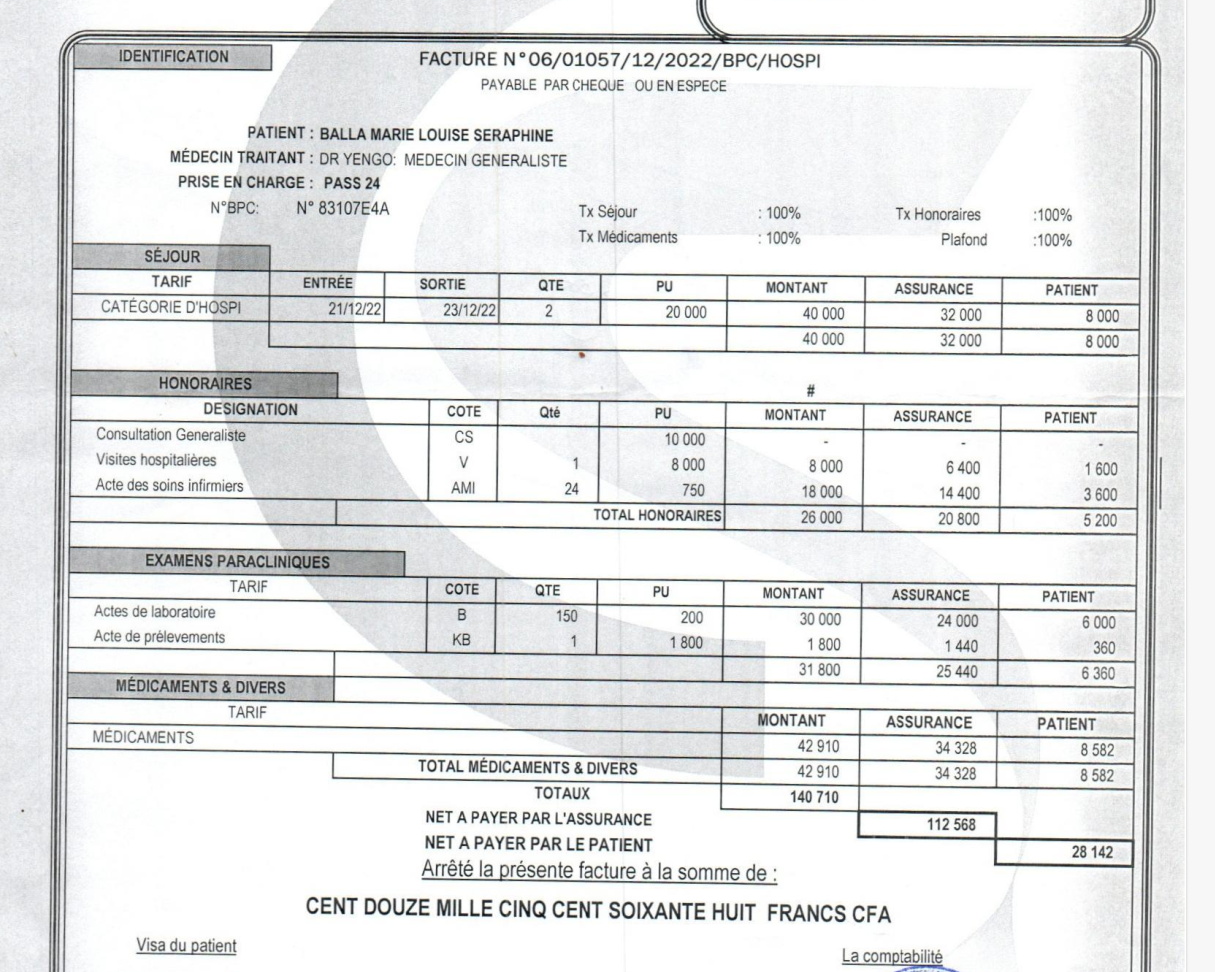 IDENTIFICATION
FACTURE N°06/01057/12/2022/BPC/HOSPI
PAYABLE PAR CHEQUE OU EN ESPECE
PATIENT : BALLA MARIE LOUISE SERAPHINE
MÉDECIN TRAITANT : DR YENGO: MEDECIN GENERALISTE
PRISE EN CHARGE : PASS 24
N°BPC: N° 83107E4A
Tx Séjour : 100% Tx Honoraires :100%
Tx Médicaments : 100% Plafond :100%
SÉJOUR
TARIF ENTRÉE SORTIE QTE PU MONTANT ASSURANCE PATIENT
CATÉGORIE D'HOSPI 21/12/22 23/12/22 2 20 000 40 000 32 000 8 000
40 000 32 000 8 000
HONORAIRES #
DESIGNATION COTE Qté PU MONTANT ASSURANCE PATIENT
Consultation Generaliste CS 10 000 - - -
Visites hospitalières V 1 8 000 8 000 6 400 1 600
Acte des soins infirmiers AMI 24 750 18 000 14 400 3 600
TOTAL HONORAIRES 26 000 20 800 5 200
EXAMENS PARACLINIQUES
TARIF COTE QTE PU MONTANT ASSURANCE PATIENT
Actes de laboratoire B 150 200 30 000 24 000 6 000
Acte de prélevements KB 1 1 800 1 800 1 440 360
31 800 25 440 6 360
MÉDICAMENTS & DIVERS
TARIF MONTANT ASSURANCE PATIENT
MÉDICAMENTS 42 910 34 328 8 582
TOTAL MÉDICAMENTS & DIVERS 42 910 34 328 8 582
TOTAUX 140 710
NET A PAYER PAR L'ASSURANCE 112 568
NET A PAYER PAR LE PATIENT 28 142
Arrêté la présente facture à la somme de :
CENT DOUZE MILLE CINQ CENT SOIXANTE HUIT FRANCS CFA
Visa du patient La comptabilité